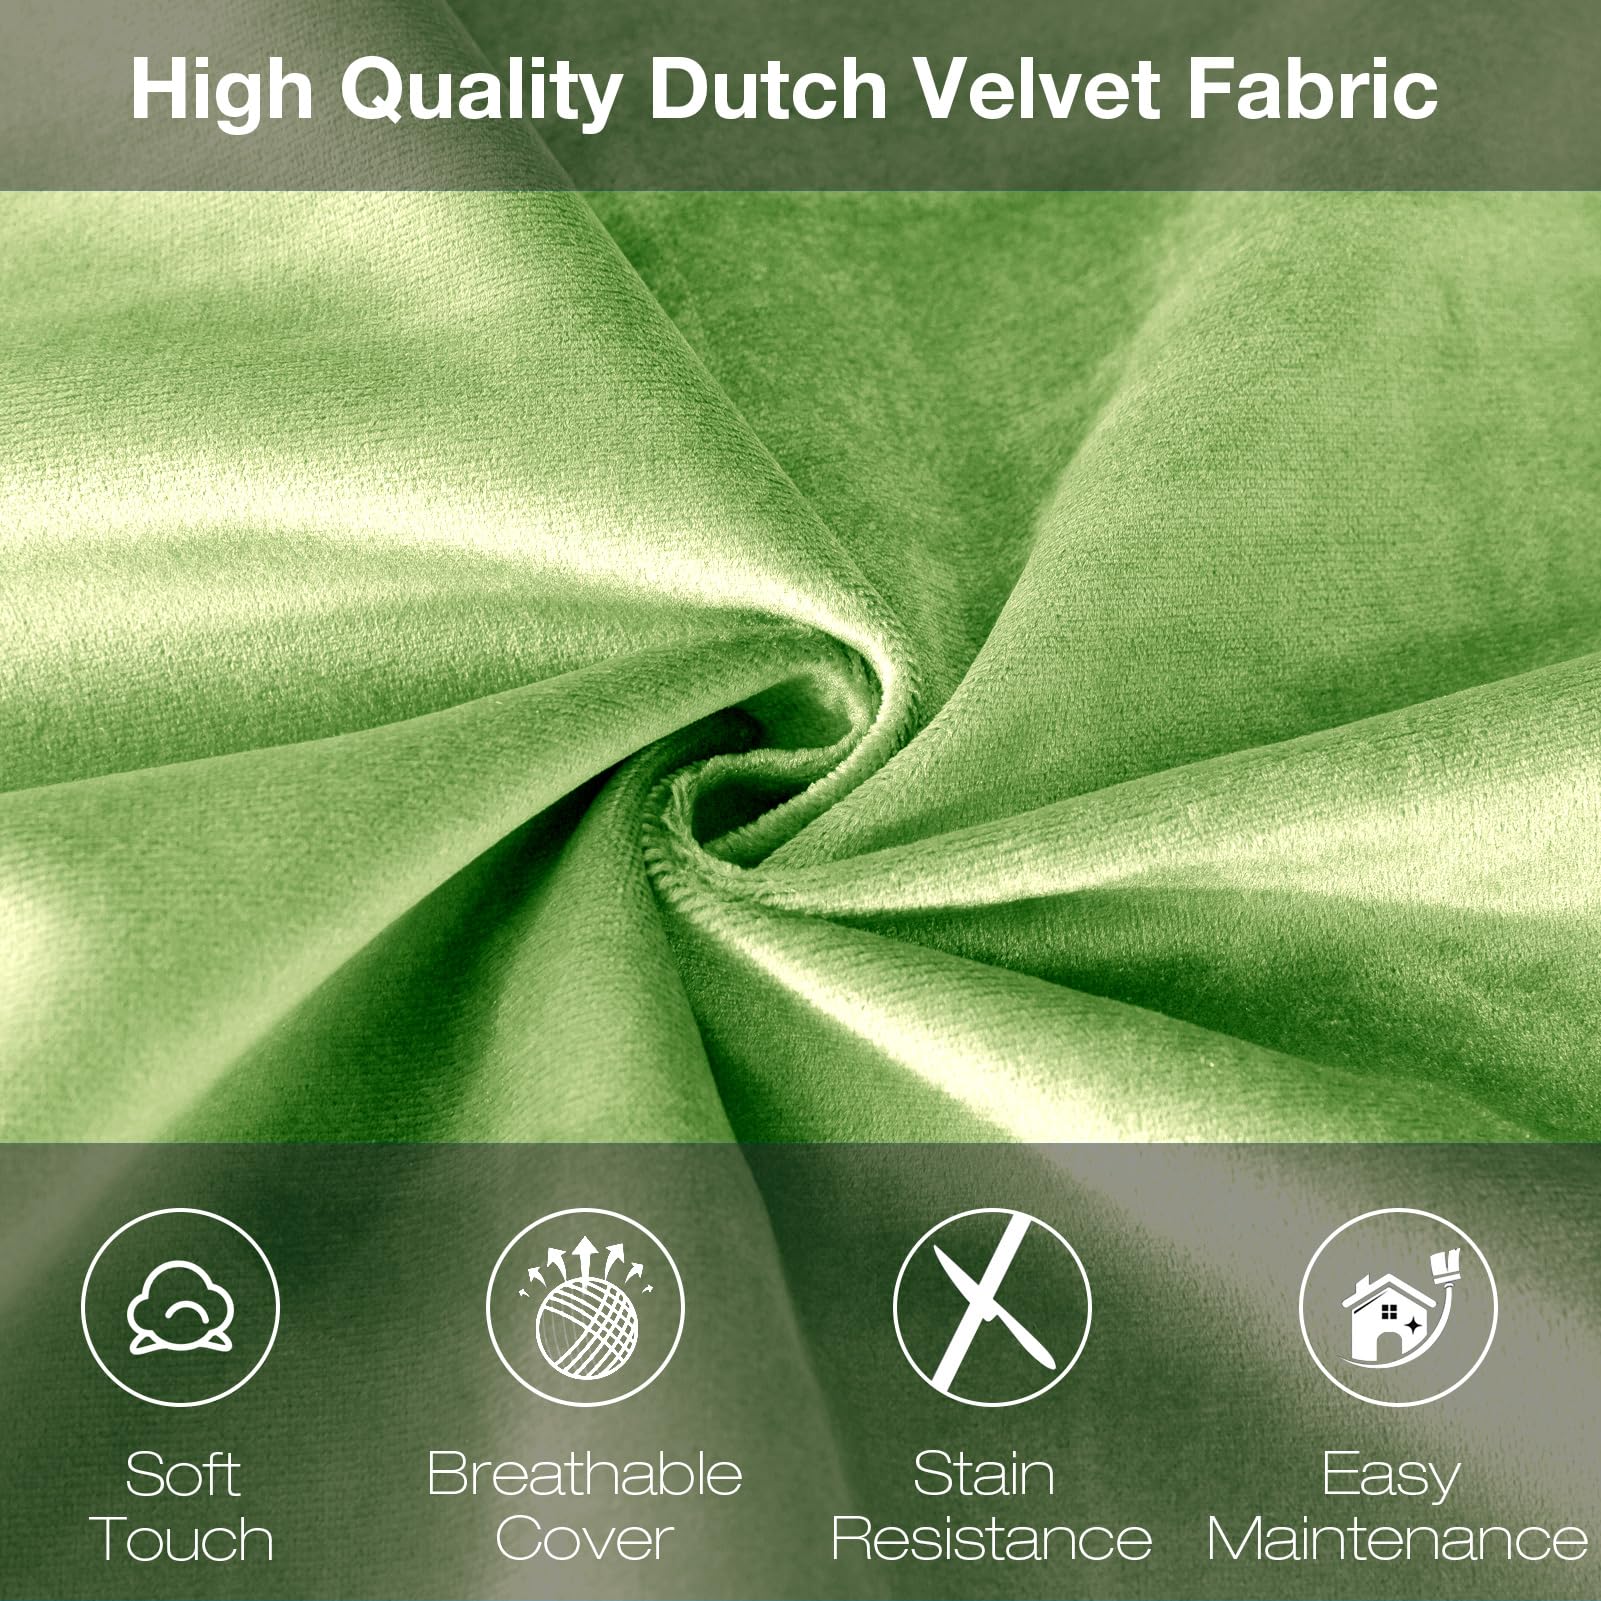 High Quality Dutch Velvet Fabric
Soft
Touch
Breathable
Cover
Stain
Resistance
Easy
Maintenance